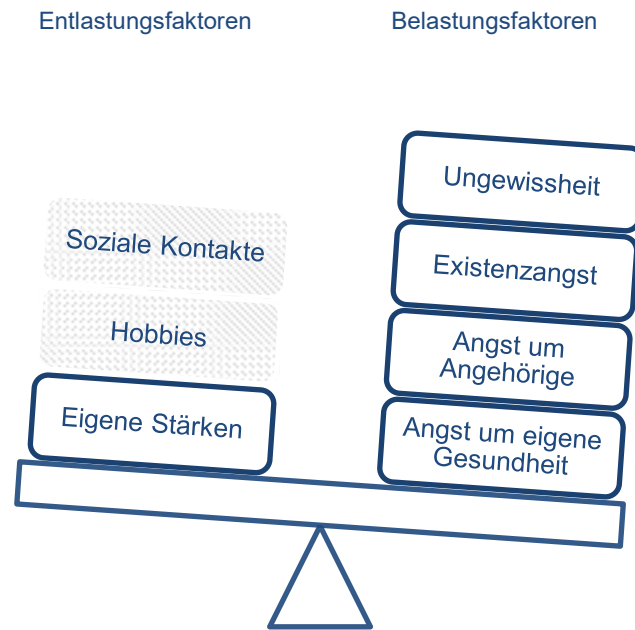 Entlastungsfaktoren
Belastungsfaktoren
Soziale Kontakte
Hobbies
Eigene Stärken
Ungewissheit
Existenzangst
Angst um
Angehörige
Angst um eigene
Gesundheit